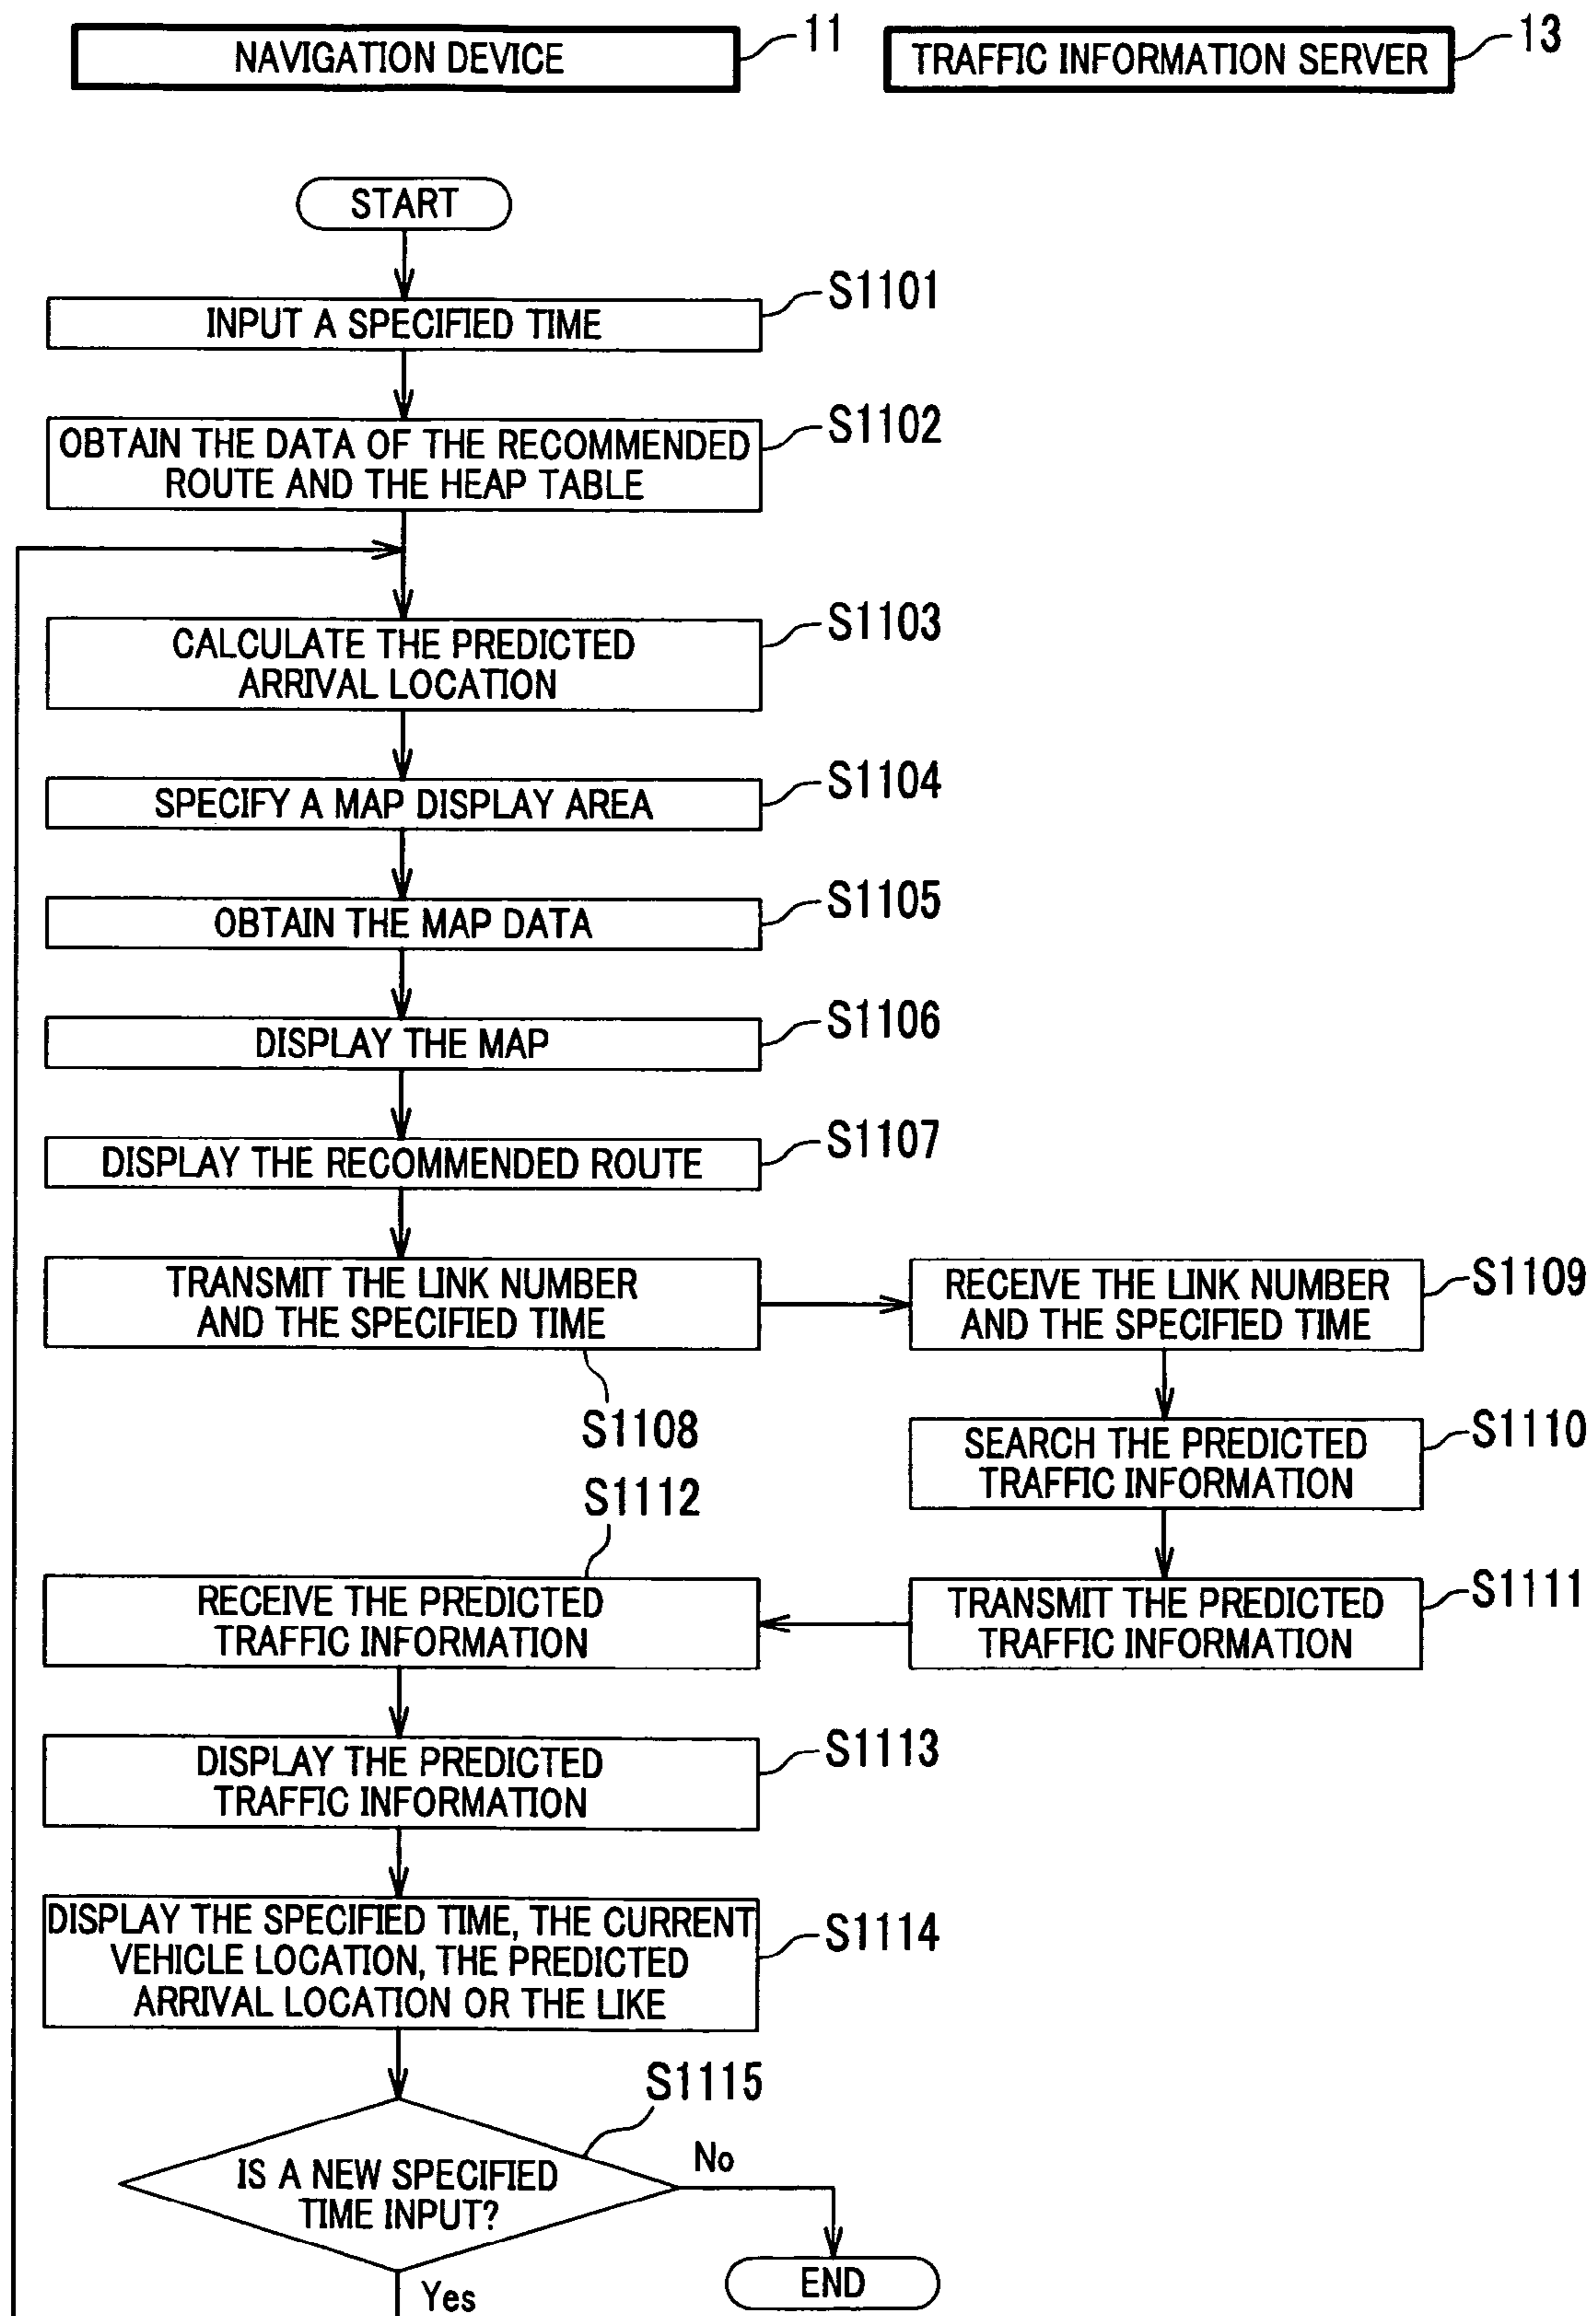 NAVIGATION DEVICE
11
TRAFFIC INFORMATION SERVER
13
START
S1101
INPUT A SPECIFIED TIME
S1102
OBTAIN THE DATA OF THE RECOMMENDED
ROUTE AND THE HEAP TABLE
S1103
CALCULATE THE PREDICTED
ARRIVAL LOCATION
S1104
SPECIFY A MAP DISPLAY AREA
S1105
OBTAIN THE MAP DATA
S1106
DISPLAY THE MAP
S1107
DISPLAY THE RECOMMENDED ROUTE
TRANSMIT THE LINK NUMBER
AND THE SPECIFIED TIME
S1108
S1109
RECEIVE THE LINK NUMBER
AND THE SPECIFIED TIME
S1110
SEARCH THE PREDICTED
TRAFFIC INFORMATION
S1111
TRANSMIT THE PREDICTED
TRAFFIC INFORMATION
S1112
RECEIVE THE PREDICTED
TRAFFIC INFORMATION
S1113
DISPLAY THE PREDICTED
TRAFFIC INFORMATION
S1114
DISPLAY THE SPECIFIED TIME, THE CURRENT
VEHICLE LOCATION, THE PREDICTED
ARRIVAL LOCATION OR THE LIKE
S1115
IS A NEW SPECIFIED
TIME INPUT?
No
END
Yes